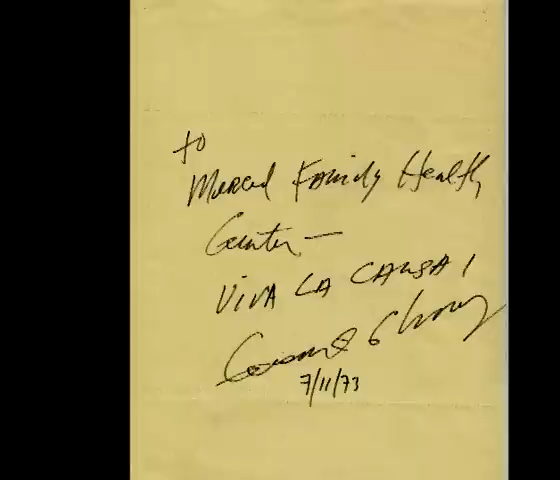 to
Merced Family Health
Center—
VIVA LA CAUSA!
7/11/73